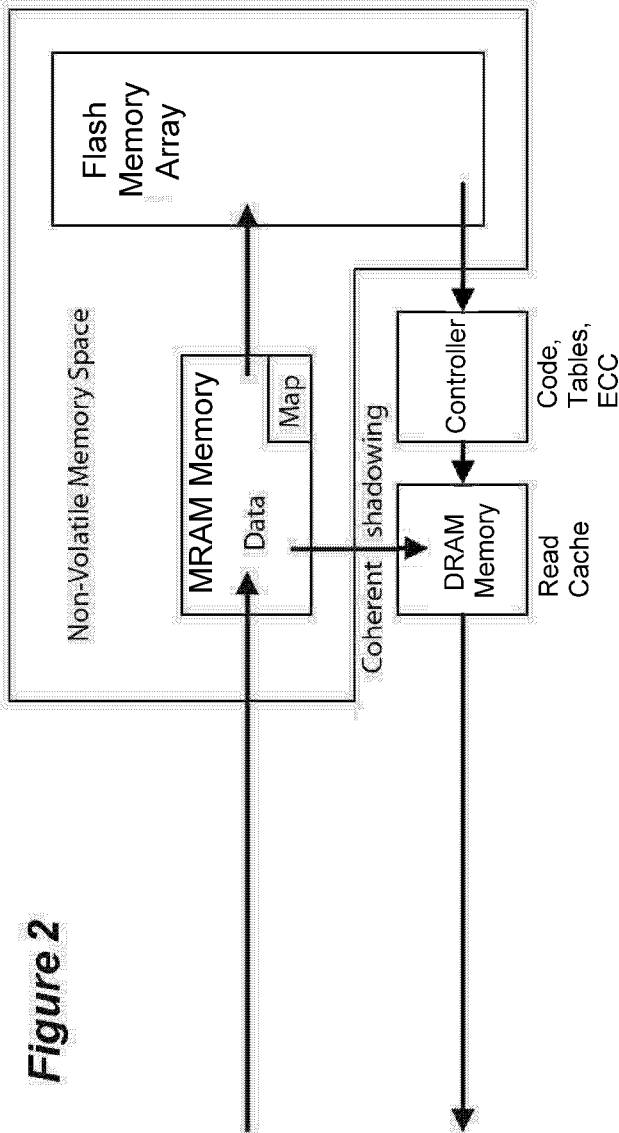 Figure 2
Non-Volatile Memory Space
Flash
Memory
Array
MRAM Memory
Data
Map
Coherent shadowing
DRAM
Memory
Controller
Read
Cache
Code,
Tables,
ECC